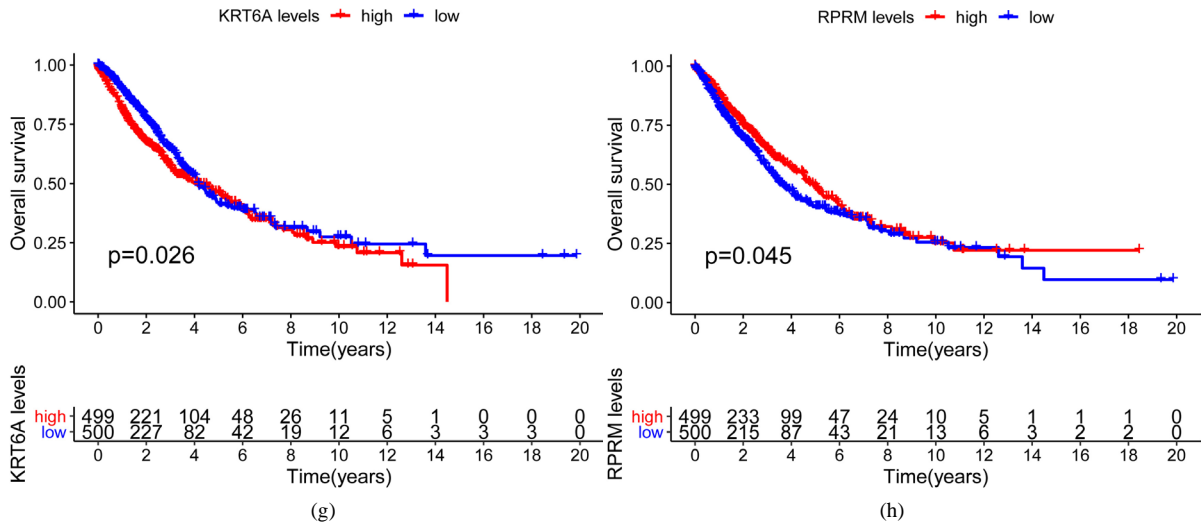 KRT6A levels high low
1.00
0.75
0.50
0.25
0.00
Overall survival
p=0.026
0 2 4 6 8 10 12 14 16 18 20
Time(years)
KRT6A levels
high 499 221 104 48 26 11 5 1 0 0 0
low 500 227 82 42 19 12 6 3 3 3 0
0 2 4 6 8 10 12 14 16 18 20
Time(years)
(g)
RPRM levels high low
1.00
0.75
0.50
0.25
0.00
Overall survival
p=0.045
0 2 4 6 8 10 12 14 16 18 20
Time(years)
RPRM levels
high 499 233 99 47 24 10 5 1 1 1 0
low 500 215 87 43 21 13 6 3 2 2 0
0 2 4 6 8 10 12 14 16 18 20
Time(years)
(h)